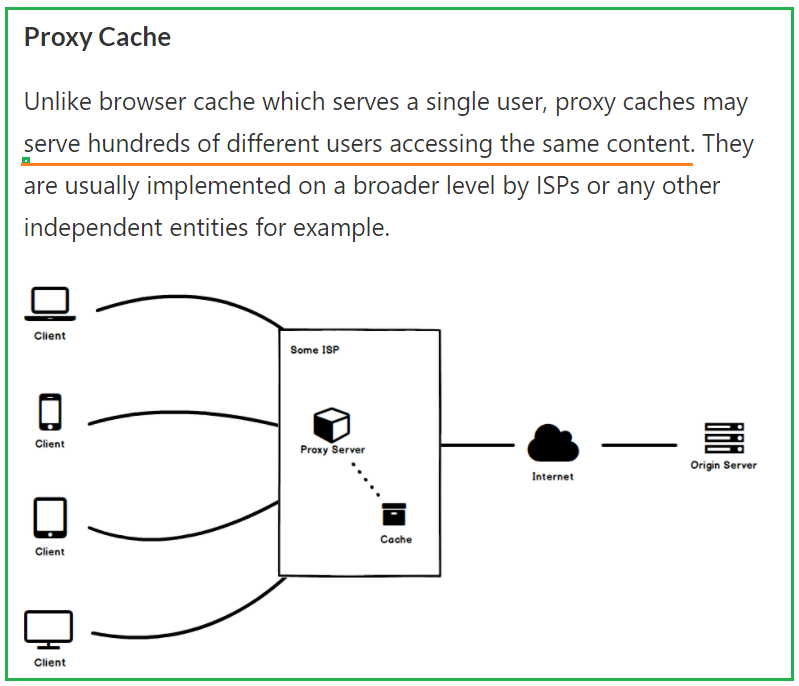 Proxy Cache
Unlike browser cache which serves a single user, proxy caches may
serve hundreds of different users accessing the same content. They
are usually implemented on a broader level by ISPs or any other
independent entities for example.
Client
Some ISP
Client
Proxy Server
Origin Server
Internet
Cache
Client
Client